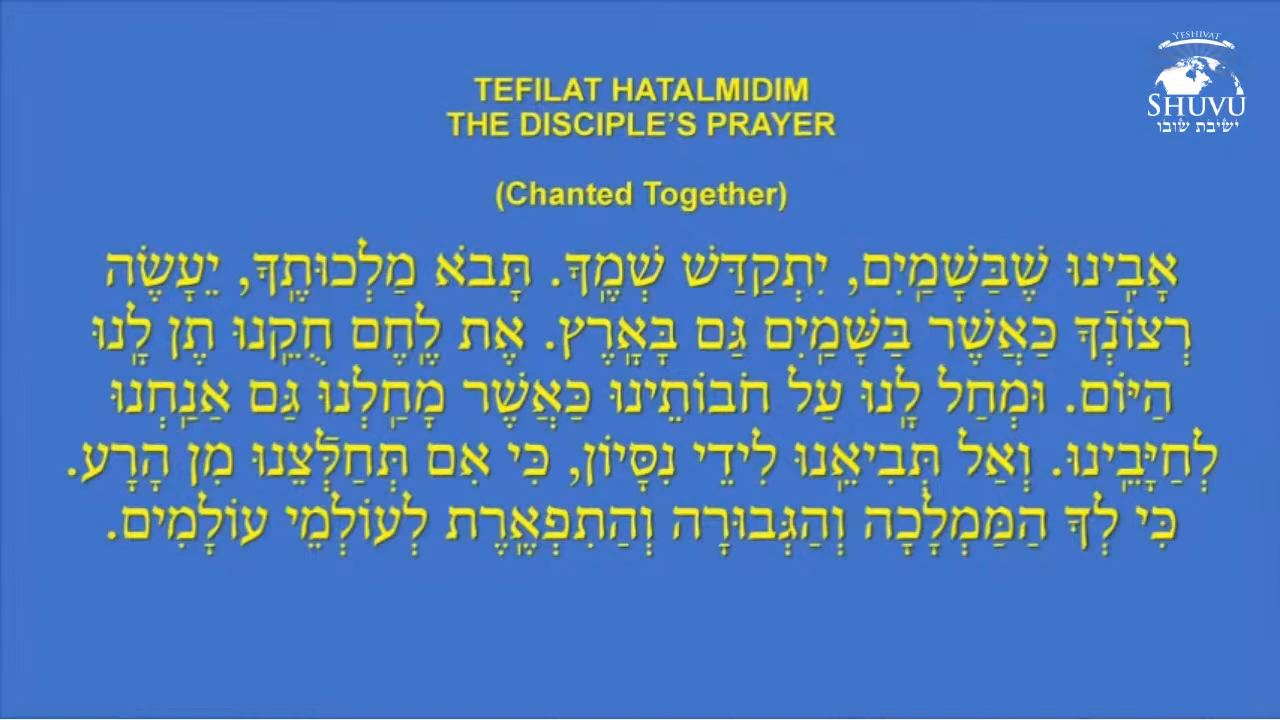 YESHIVAT
SHUVU
ישיבת שובו
TEFILAT HATALMIDIM
THE DISCIPLE'S PRAYER
(Chanted Together)
אָבִֽינוּ שֶׁבַּשָּׁמַֽיִם, יִתְקַדַּשׁ שְׁמֶֽךָ. תָּבֹא מַלְכוּתֶֽךָ, יֵעָשֶׂה
רְצוֹנְךָ כַּאֲשֶׁר בַּשָּׁמַֽיִם גַּם בָּאָֽרֶץ. אֶת לֶֽחֶם חֻקֵֽנוּ תֶן לָֽנוּ
הַיּוֹם. וּמְחַל לָֽנוּ עַל חֹבוֹתֵינוּ כַּאֲשֶׁר מָחַֽלְנוּ גַּם אֲנַֽחְנוּ
לְחַיָּבֵֽינוּ. וְאַל תְּבִיאֵֽנוּ לִידֵי נִסָּיוֹן, כִּי אִם תְּחַלְּצֵנוּ מִן הָרָע.
כִּי לְךָ הַמַּמְלָכָה וְהַגְּבוּרָה וְהַתִּפְאֶֽרֶת לְעוֹלְמֵי עוֹלָמִים.